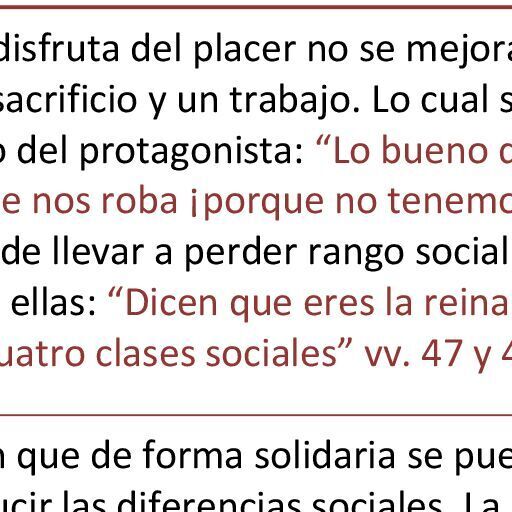 disfruta del placer no se mejora
sacrificio y un trabajo. Lo cual s
o del protagonista: “Lo bueno d
e nos roba ¡porque no tenemo
de llevar a perder rango social
ellas: “Dicen que eres la reina
uatro clases sociales” vv. 47 y 4
n que de forma solidaria se pue
ucir las diferencias sociales. La